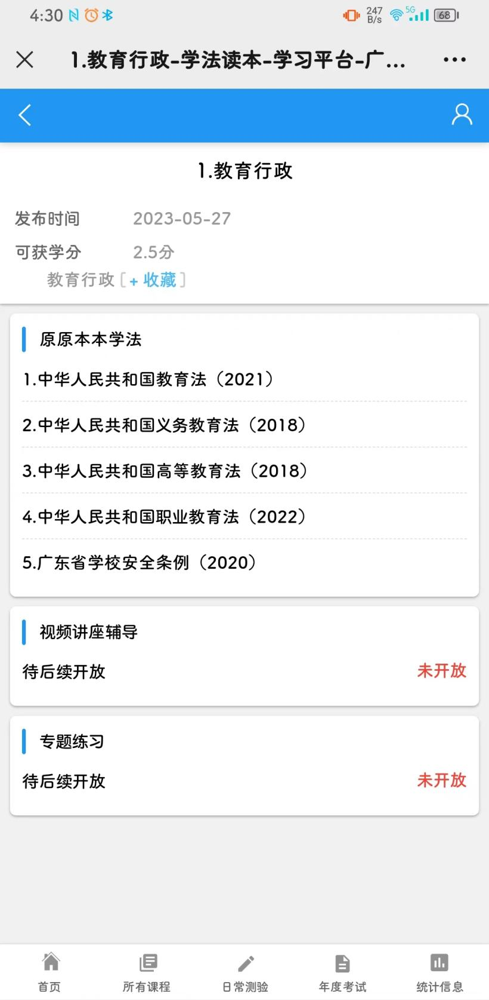 4:30 247 B/s 5G 68
1.教育行政-学法读本-学习平台-广...
1.教育行政
发布时间 2023-05-27
可获学分 2.5分
教育行政 [ + 收藏 ]
原原本本学法
1.中华人民共和国教育法（2021）
2.中华人民共和国义务教育法（2018）
3.中华人民共和国高等教育法（2018）
4.中华人民共和国职业教育法（2022）
5.广东省学校安全条例（2020）
视频讲座辅导
待后续开放 未开放
专题练习
待后续开放 未开放
首页 所有课程 日常测验 年度考试 统计信息